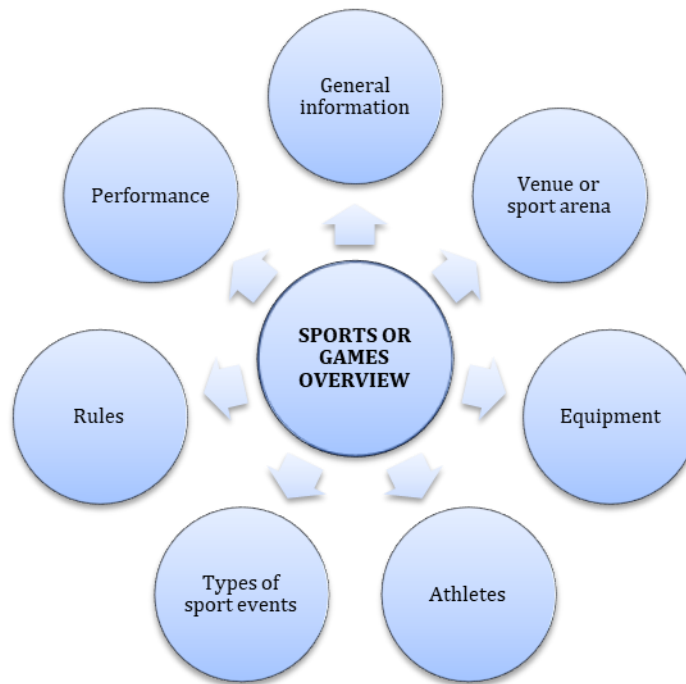 General
information
Performance
Venue or
sport arena
SPORTS OR
GAMES
OVERVIEW
Rules
Equipment
Types of
sport events
Athletes